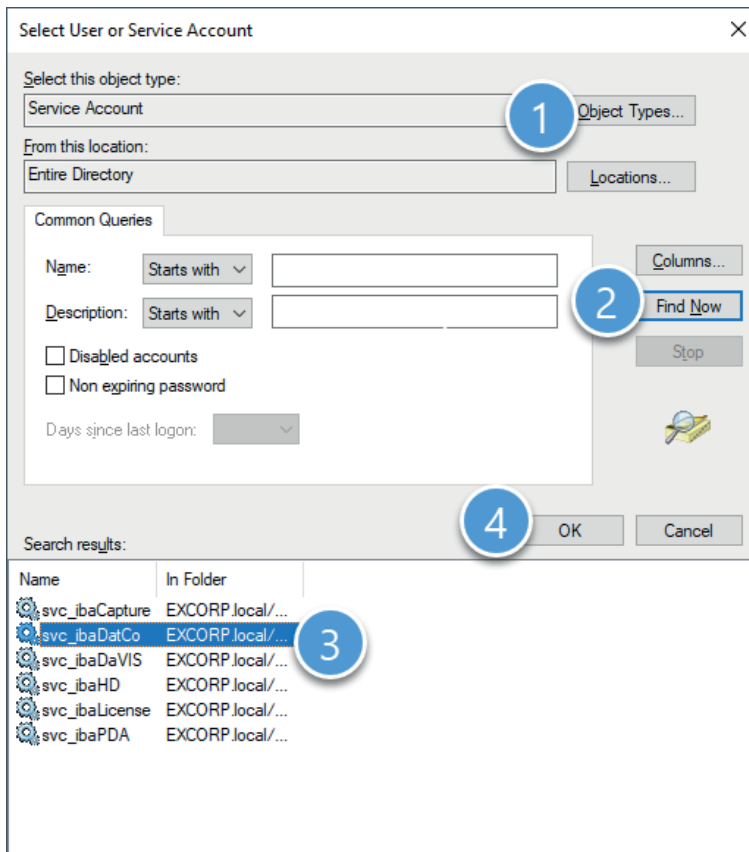 Select User or Service Account
Select this object type:
Service Account
1
Object Types...
From this location:
Entire Directory
Locations...
Common Queries
Name:
Starts with
Columns...
Description:
Starts with
2
Find Now
Disabled accounts
Stop
Non expiring password
Days since last logon:
4
OK
Cancel
Search results:
Name In Folder
svc_ibaCapture EXCORP.local/...
svc_ibaDatCo EXCORP.local/...
3
svc_ibaDaVIS EXCORP.local/...
svc_ibaHD EXCORP.local/...
svc_ibaLicense EXCORP.local/...
svc_ibaPDA EXCORP.local/...